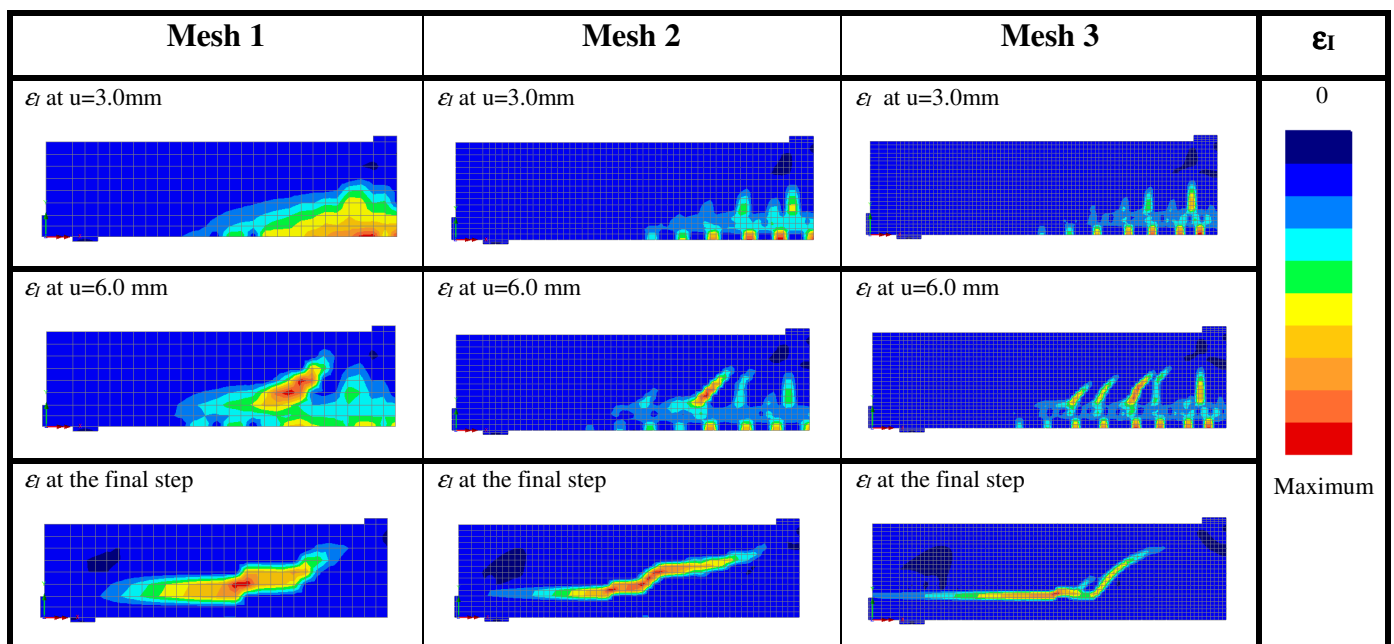 Mesh 1
Mesh 2
Mesh 3
εI
εI at u=3.0mm
εI at u=3.0mm
εI at u=3.0mm
0
εI at u=6.0 mm
εI at u=6.0 mm
εI at u=6.0 mm
εI at the final step
εI at the final step
εI at the final step
Maximum